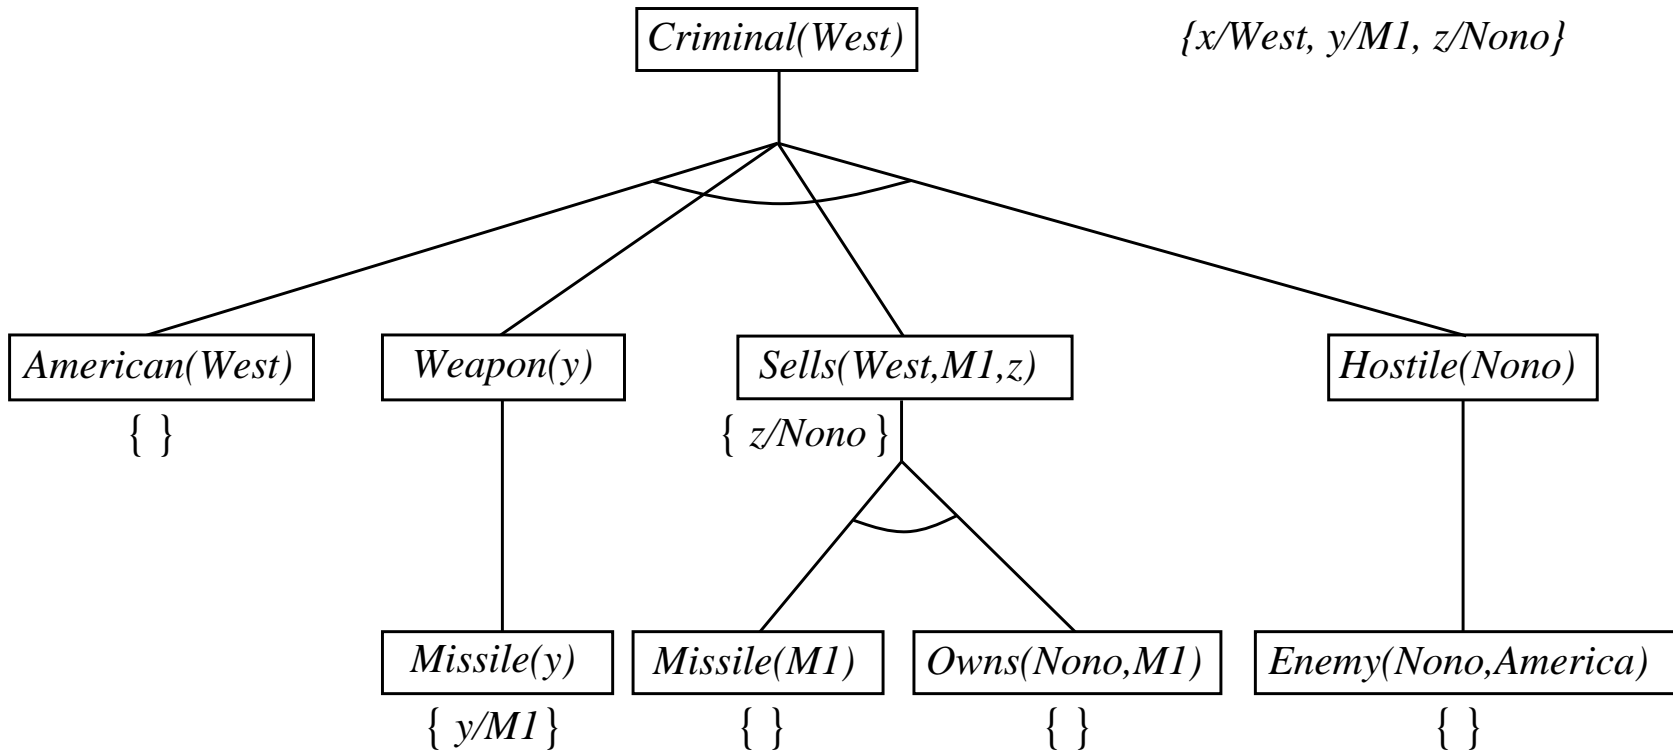 Criminal(West)
{x/West, y/M1, z/Nono}
American(West)
Weapon(y)
Sells(West,M1,z)
Hostile(Nono)
{ }
{ z/Nono }
Missile(y)
Missile(M1)
Owns(Nono,M1)
Enemy(Nono,America)
{ y/M1 }
{ }
{ }
{ }